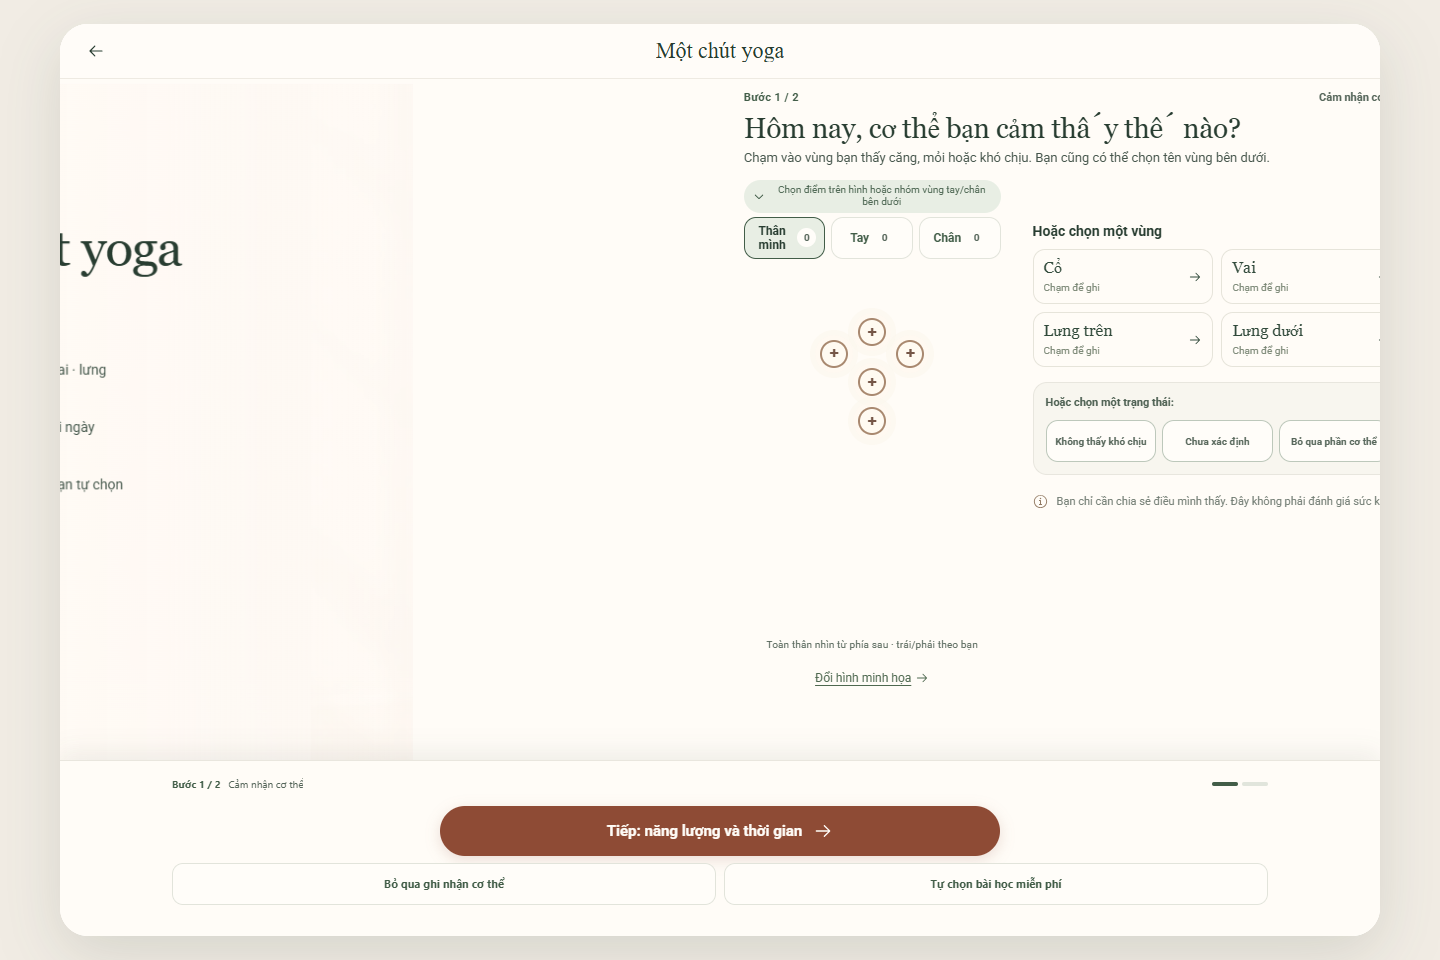 Một chút yoga
t yoga
ai · lưng
i ngày
ạn tự chọn
Bước 1 / 2
Cảm nhận cơ
Hôm nay, cơ thể bạn cảm thấy thế nào?
Chạm vào vùng bạn thấy căng, mỏi hoặc khó chịu. Bạn cũng có thể chọn tên vùng bên dưới.
Chọn điểm trên hình hoặc nhóm vùng tay/chân
bên dưới
Thân
mình
0
Tay 0
Chân 0
Toàn thân nhìn từ phía sau · trái/phải theo bạn
Đổi hình minh họa
Hoặc chọn một vùng
Cổ
Chạm để ghi
Vai
Chạm để ghi
Lưng trên
Chạm để ghi
Lưng dưới
Chạm để ghi
Hoặc chọn một trạng thái:
Không thấy khó chịu
Chưa xác định
Bỏ qua phần cơ thể
Bạn chỉ cần chia sẻ điều mình thấy. Đây không phải đánh giá sức k
Bước 1 / 2 Cảm nhận cơ thể
Tiếp: năng lượng và thời gian
Bỏ qua ghi nhận cơ thể
Tự chọn bài học miễn phí